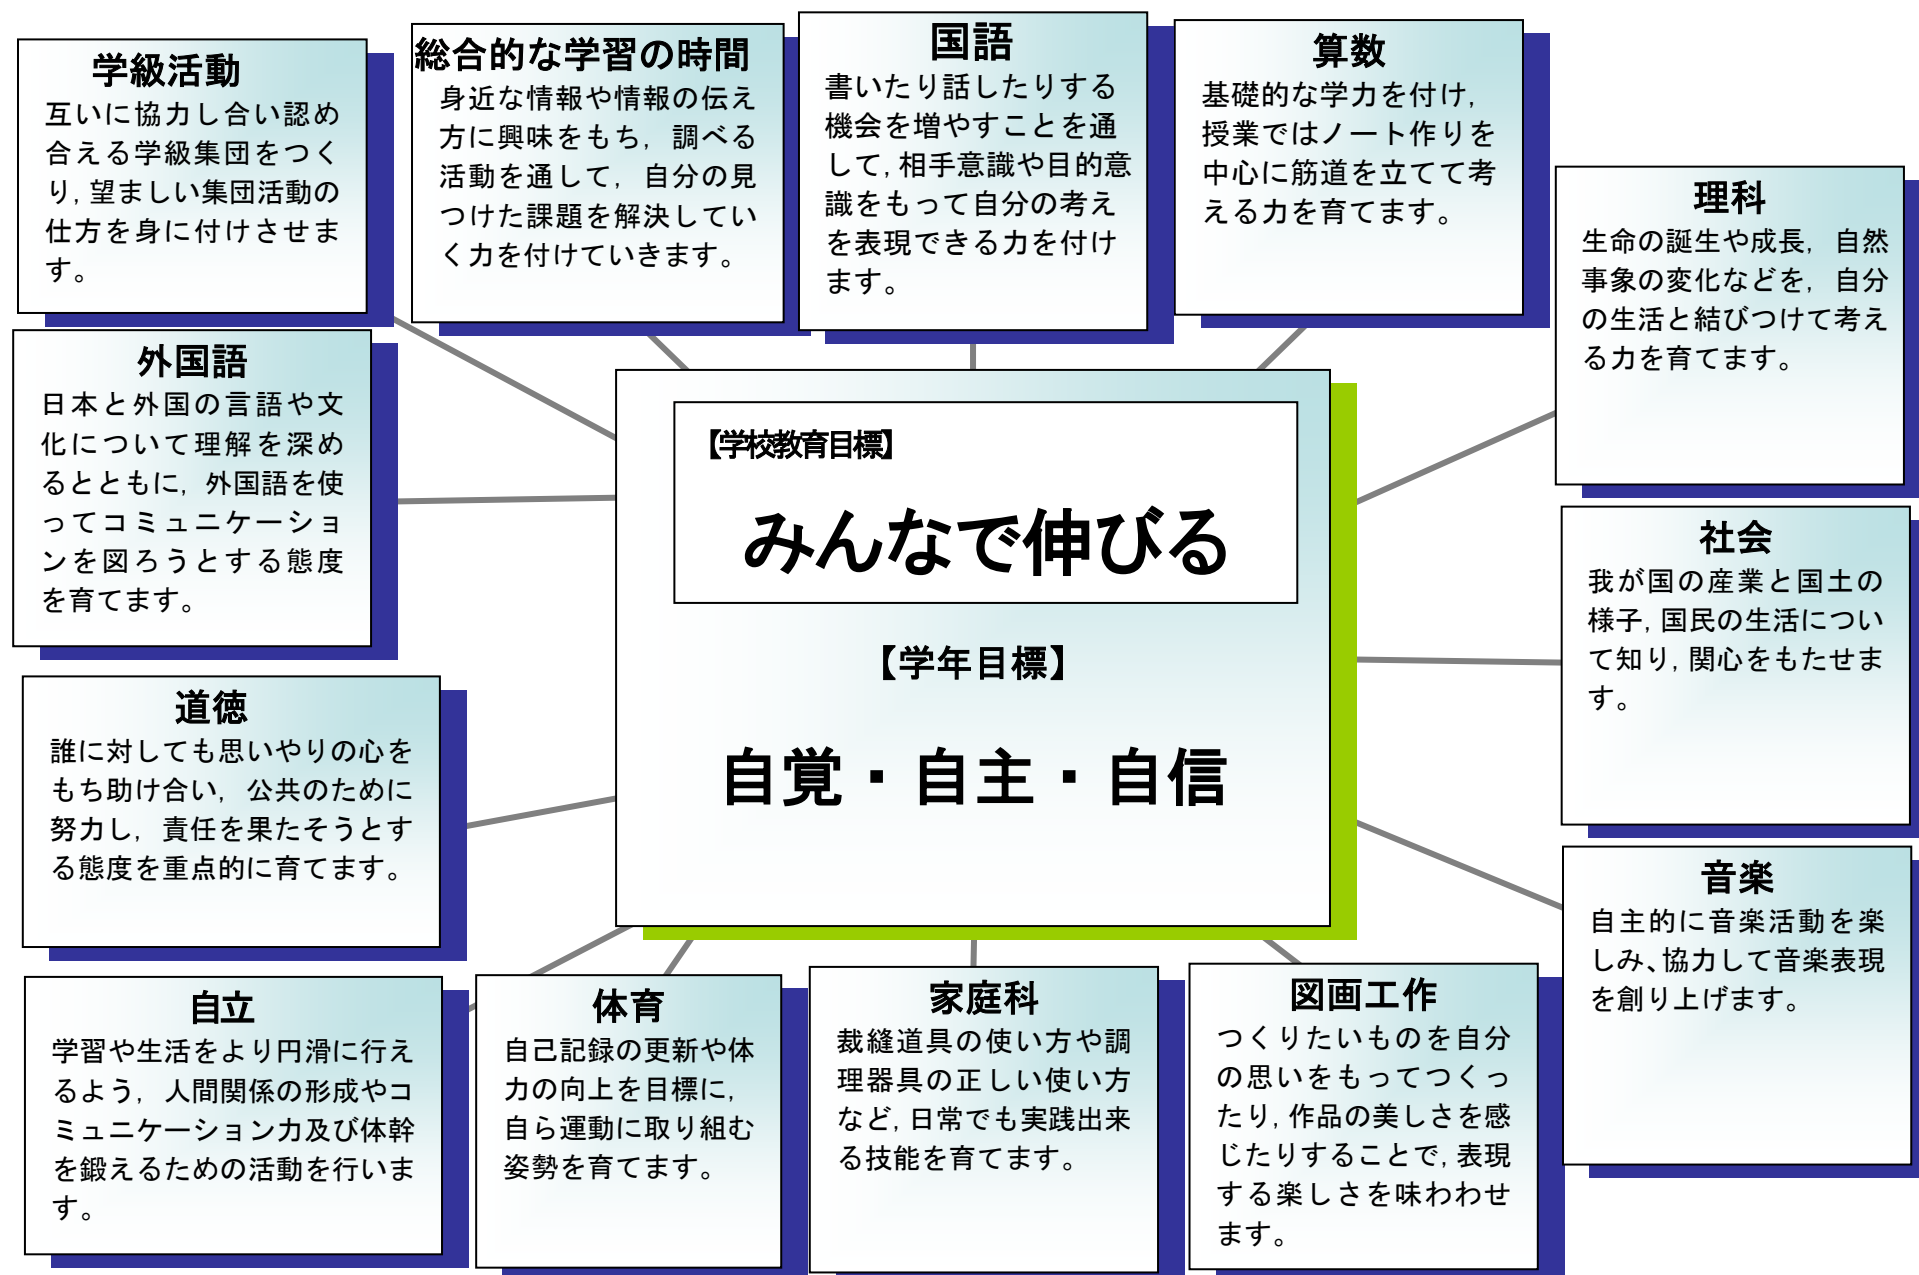 学級活動
互いに協力し合い認め
合える学級集団をつく
り,望ましい集団活動の
仕方を身に付けさせま
す。
総合的な学習の時間
身近な情報や情報の伝え
方に興味をもち，調べる
活動を通して，自分の見
つけた課題を解決してい
く力を付けていきます。
国語
書いたり話したりする
機会を増やすことを通
して,相手意識や目的意
識をもって自分の考え
を表現できる力を付け
ます。
算数
基礎的な学力を付け,
授業ではノート作りを
中心に筋道を立てて考
える力を育てます。
理科
生命の誕生や成長，自然
事象の変化などを，自分
の生活と結びつけて考え
る力を育てます。
外国語
日本と外国の言語や文
化について理解を深め
るとともに，外国語を使
ってコミュニケーショ
ンを図ろうとする態度
を育てます。
【学校教育目標】
みんなで伸びる
【学年目標】
自覚・自主・自信
社会
我が国の産業と国土の
様子,国民の生活につい
て知り,関心をもたせま
す。
道徳
誰に対しても思いやりの心を
もち助け合い，公共のために
努力し，責任を果たそうとす
る態度を重点的に育てます。
音楽
自主的に音楽活動を楽
しみ、協力して音楽表現
を創り上げます。
自立
学習や生活をより円滑に行え
るよう，人間関係の形成やコ
ミュニケーション力及び体幹
を鍛えるための活動を行いま
す。
体育
自己記録の更新や体
力の向上を目標に,
自ら運動に取り組む
姿勢を育てます。
家庭科
裁縫道具の使い方や調
理器具の正しい使い方
など,日常でも実践出来
る技能を育てます。
図画工作
つくりたいものを自分
の思いをもってつくっ
たり,作品の美しさを感
じたりすることで,表現
する楽しさを味わわせ
ます。